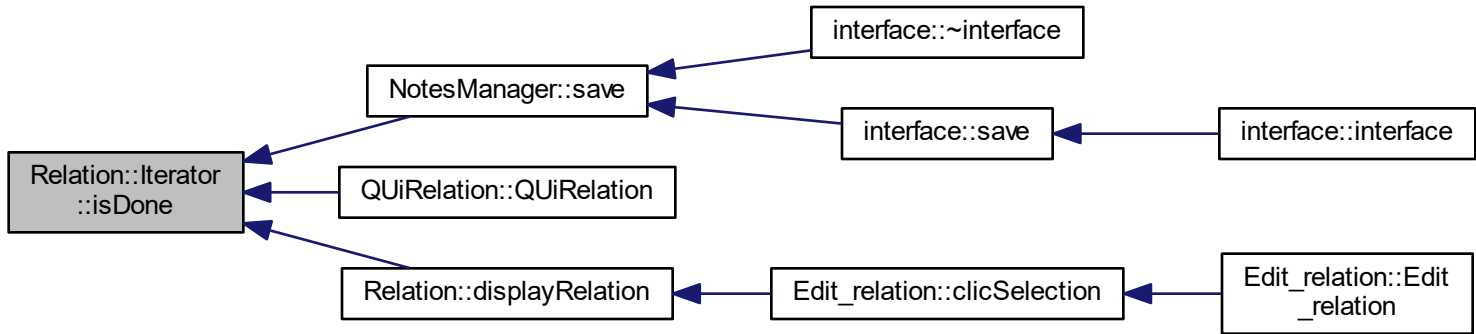 interface::~interface
NotesManager::save
interface::save
interface::interface
Relation::Iterator
::isDone
QUiRelation::QUiRelation
Relation::displayRelation
Edit_relation::clicSelection
Edit_relation::Edit
_relation